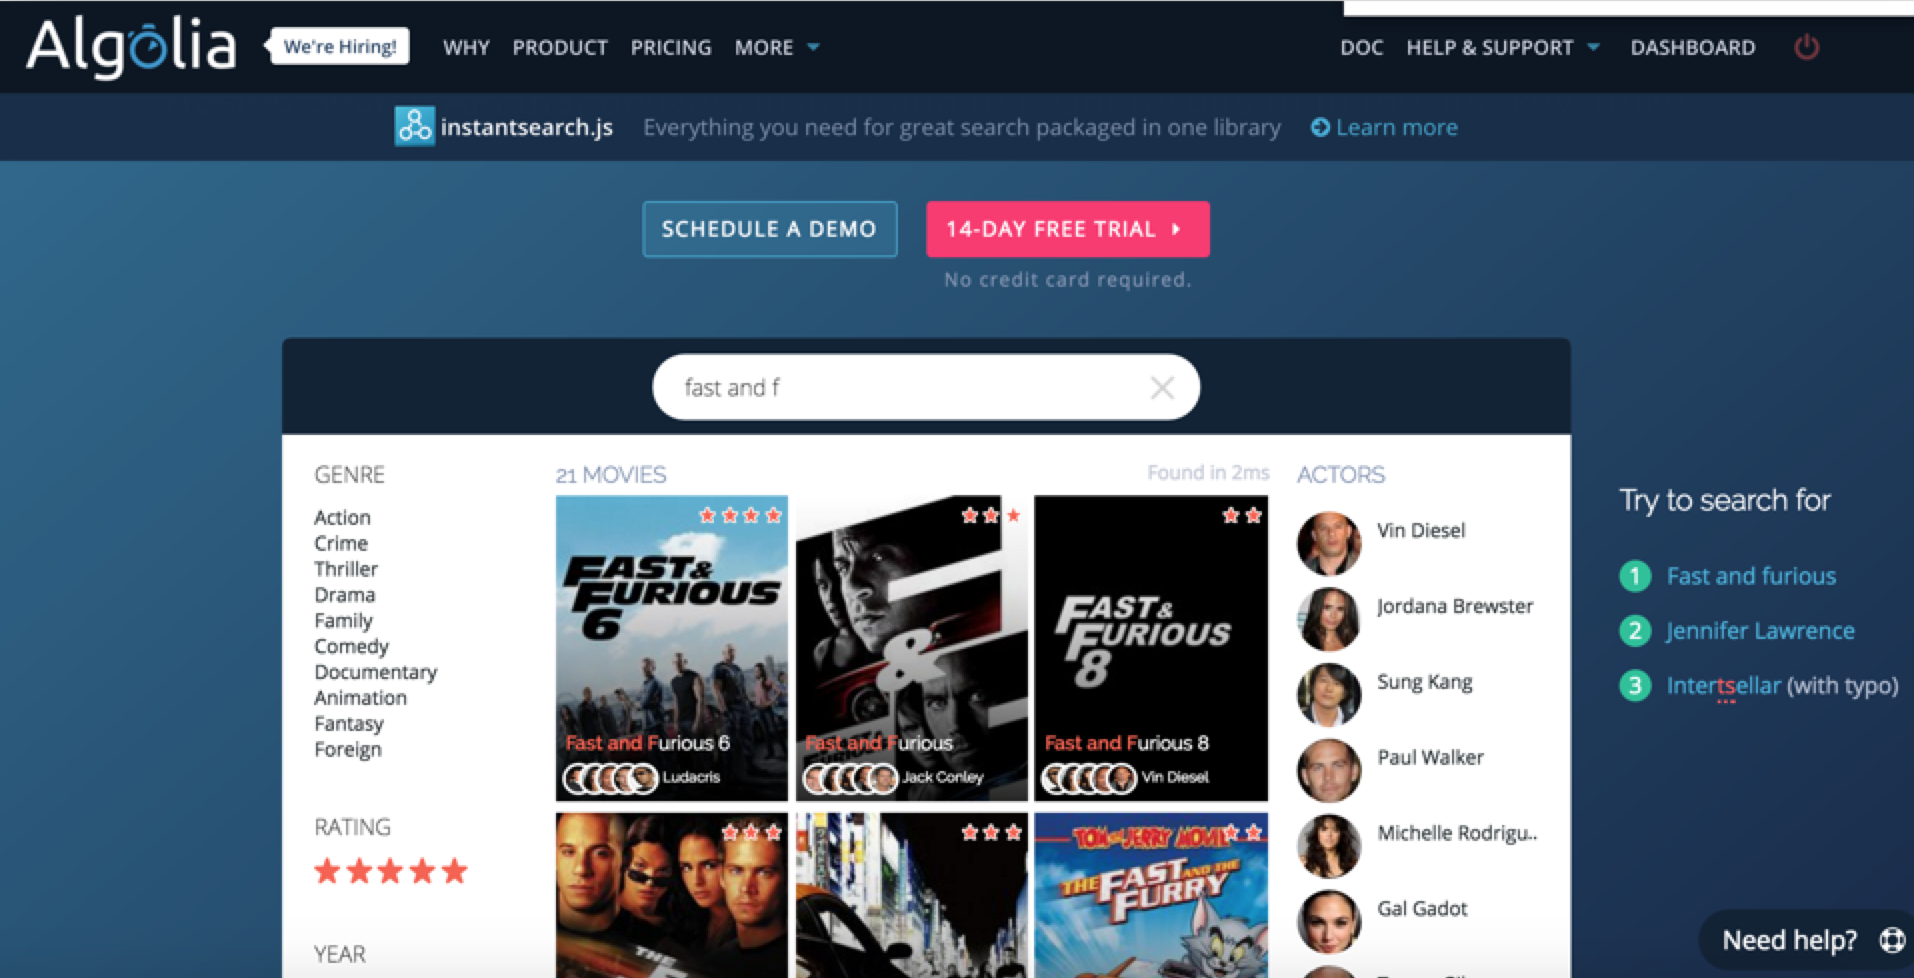 Algolia
We're Hiring!
WHY PRODUCT PRICING MORE
DOC HELP & SUPPORT DASHBOARD
instantsearch.js Everything you need for great search packaged in one library Learn more
SCHEDULE A DEMO
14-DAY FREE TRIAL
No credit card required.
fast and f
GENRE
Action
Crime
Thriller
Drama
Family
Comedy
Documentary
Animation
Fantasy
Foreign
RATING
YEAR
21 MOVIES
Found in 2ms
FAST &
FURIOUS
6
Fast and Furious 6
Ludacris
&
Fast and Furious
Jack Conley
FAST &
FURIOUS
8
Fast and Furious 8
Vin Diesel
THE
TOM AND JERRY MOVIE
THE FAST AND THE
FURRY
ACTORS
Vin Diesel
Jordana Brewster
Sung Kang
Paul Walker
Michelle Rodrigu..
Gal Gadot
Try to search for
1 Fast and furious
2 Jennifer Lawrence
3 Intertsellar (with typo)
Need help?